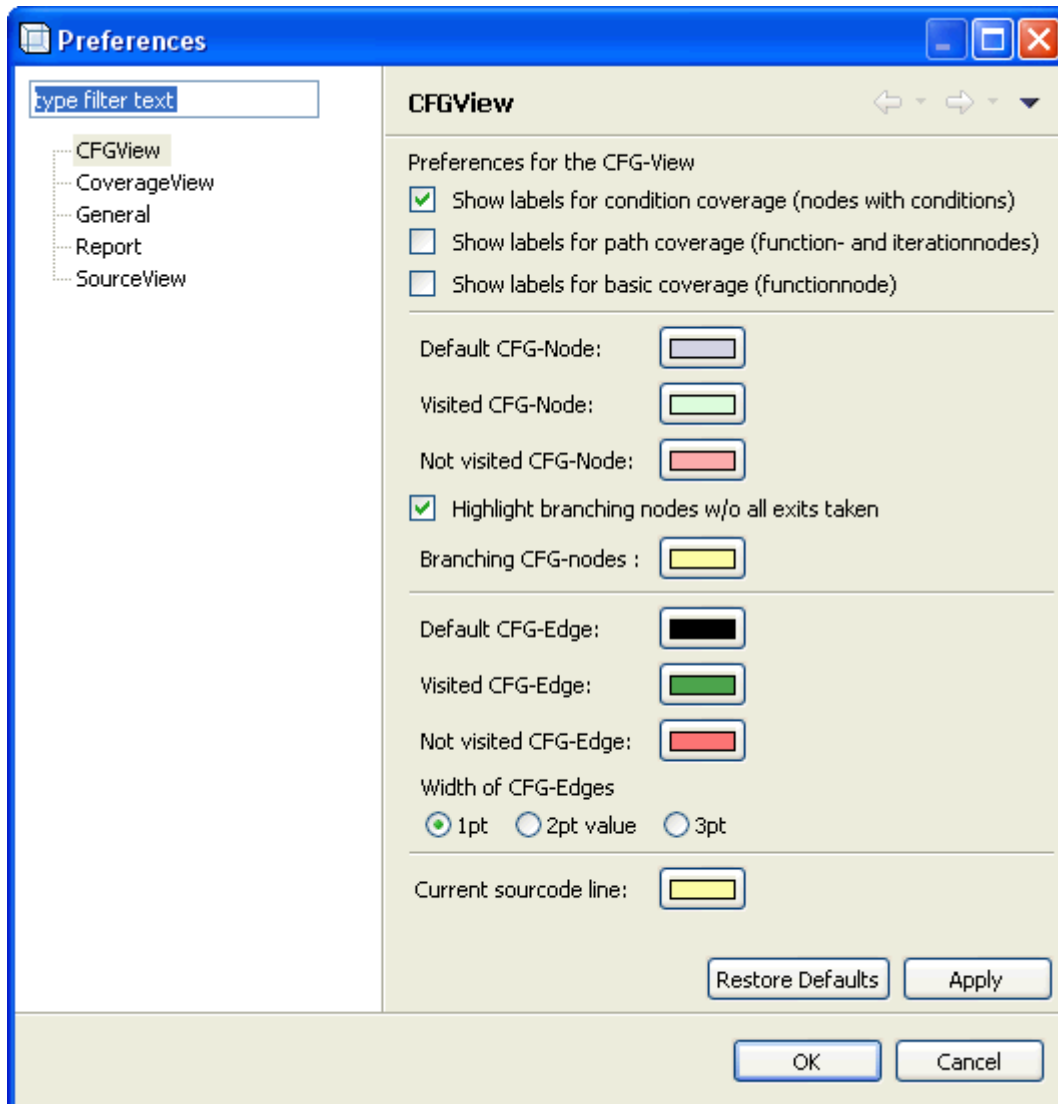 Preferences
type filter text
CFGView
CoverageView
General
Report
SourceView
CFGView
Preferences for the CFG-View
Show labels for condition coverage (nodes with conditions)
Show labels for path coverage (function- and iterationnodes)
Show labels for basic coverage (functionnode)
Default CFG-Node:
Visited CFG-Node:
Not visited CFG-Node:
Highlight branching nodes w/o all exits taken
Branching CFG-nodes :
Default CFG-Edge:
Visited CFG-Edge:
Not visited CFG-Edge:
Width of CFG-Edges
1pt 2pt value 3pt
Current sourcode line:
Restore Defaults Apply
OK Cancel